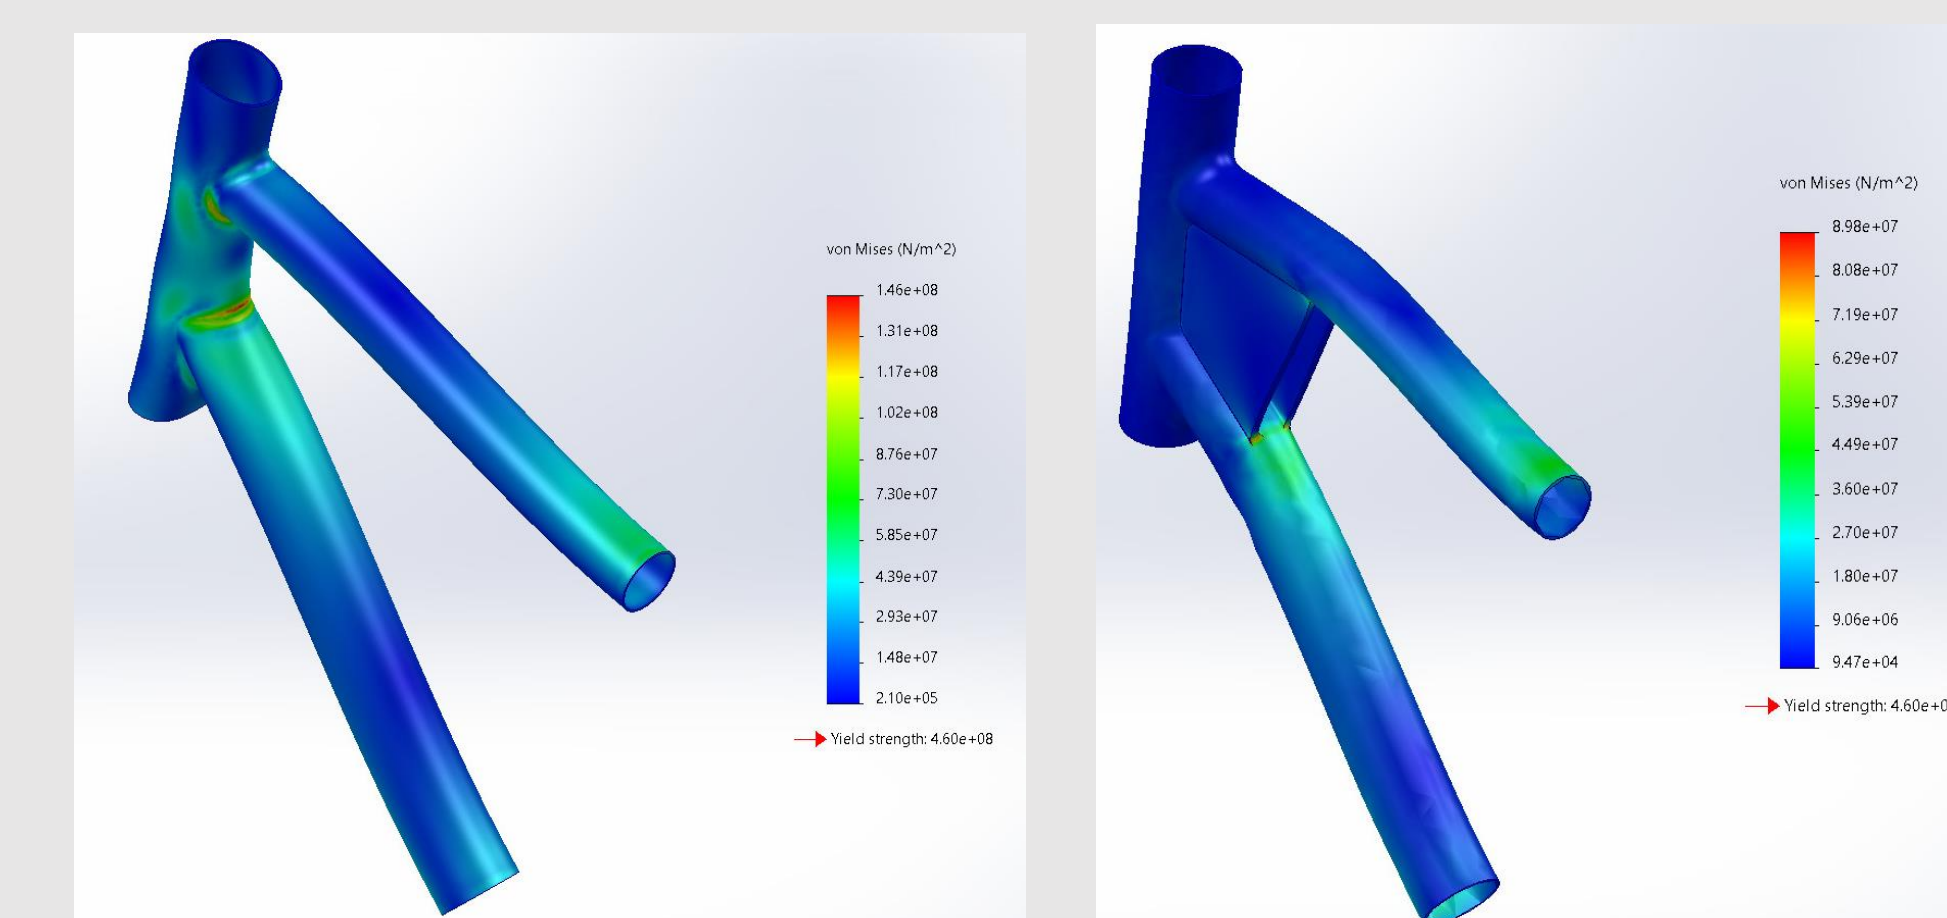 von Mises (N/m^2)
1.46e+08
1.31e+08
1.17e+08
1.02e+08
8.76e+07
7.30e+07
5.85e+07
4.39e+07
2.93e+07
1.48e+07
2.10e+05
Yield strength: 4.60e+08
von Mises (N/m^2)
8.98e+07
8.08e+07
7.19e+07
6.29e+07
5.39e+07
4.49e+07
3.60e+07
2.70e+07
1.80e+07
9.06e+06
9.47e+04
Yield strength: 4.60e+0